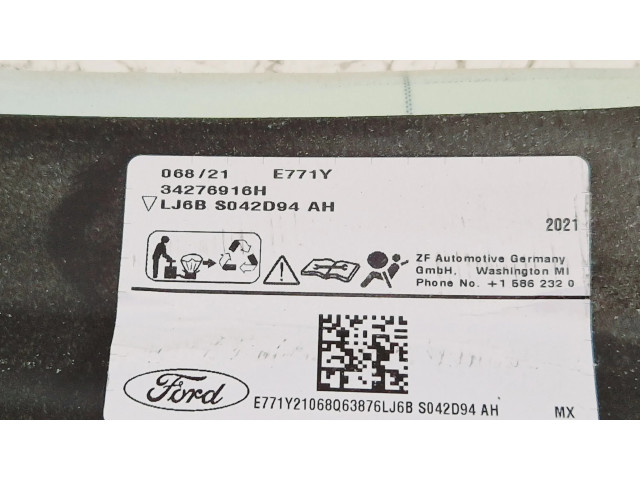 068/21 E771Y
34276916H
▽LJ6B S042D94 AH
2021
ZF Automotive Germany
GmbH, Washington MI
Phone No. +1 586 232 0
Ford
E771Y21068Q63876LJ6B S042D94 AH
MX